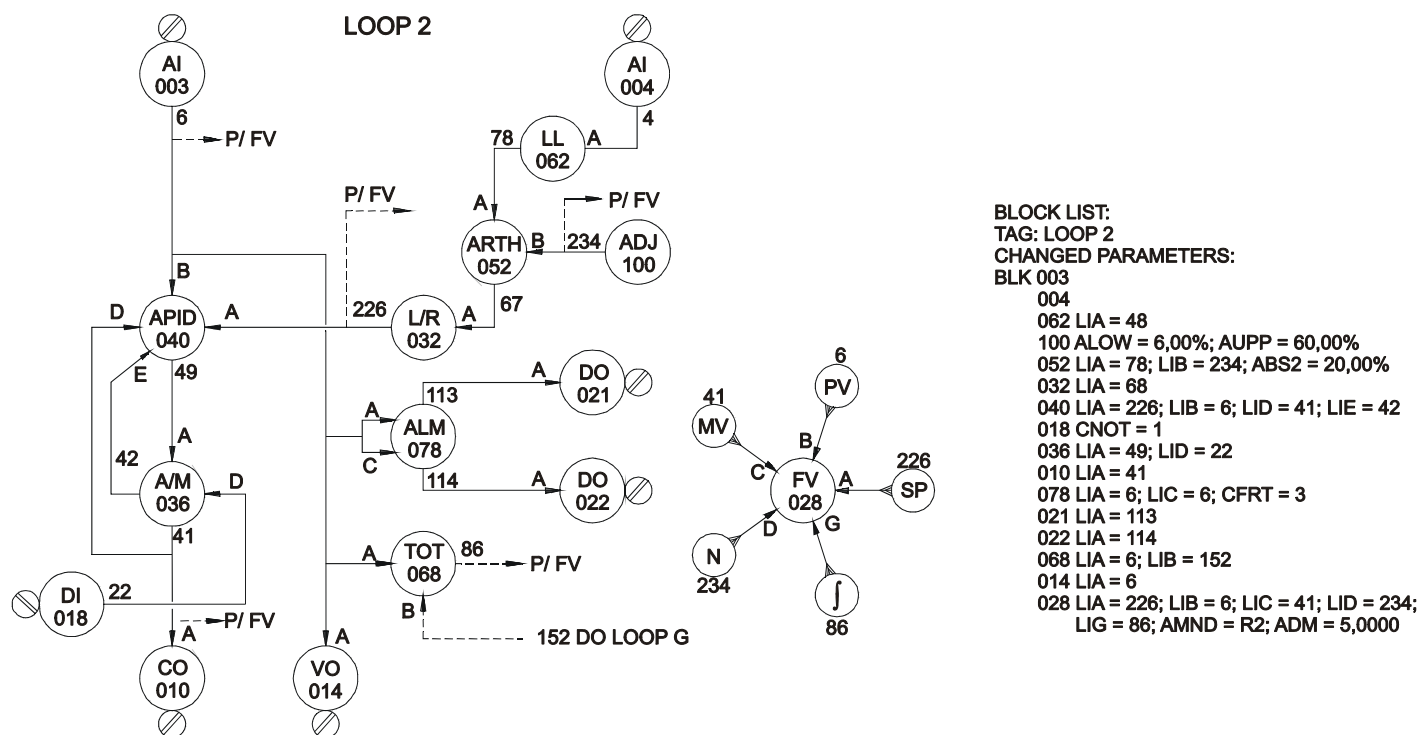 LOOP 2
AI
003
6
P/ FV
AI
004
4
A
LL
062
78
A
P/ FV
ARTH
052
B
234
ADJ
100
67
P/ FV
B
D
A
226
L/R
032
A
APID
040
E
49
A
42
A/M
036
D
41
DI
018
22
P/ FV
A
CO
010
A
VO
014
113
A
DO
021
A
ALM
078
C
114
A
DO
022
A
TOT
068
86
P/ FV
B
152 DO LOOP G
6
PV
41
MV
B
C
FV
028
A
226
SP
D
G
N
234
∫
86
BLOCK LIST:
TAG: LOOP 2
CHANGED PARAMETERS:
BLK 003
004
062 LIA = 48
100 ALOW = 6,00%; AUPP = 60,00%
052 LIA = 78; LIB = 234; ABS2 = 20,00%
032 LIA = 68
040 LIA = 226; LIB = 6; LID = 41; LIE = 42
018 CNOT = 1
036 LIA = 49; LID = 22
010 LIA = 41
078 LIA = 6; LIC = 6; CFRT = 3
021 LIA = 113
022 LIA = 114
068 LIA = 6; LIB = 152
014 LIA = 6
028 LIA = 226; LIB = 6; LIC = 41; LID = 234;
LIG = 86; AMND = R2; ADM = 5,0000